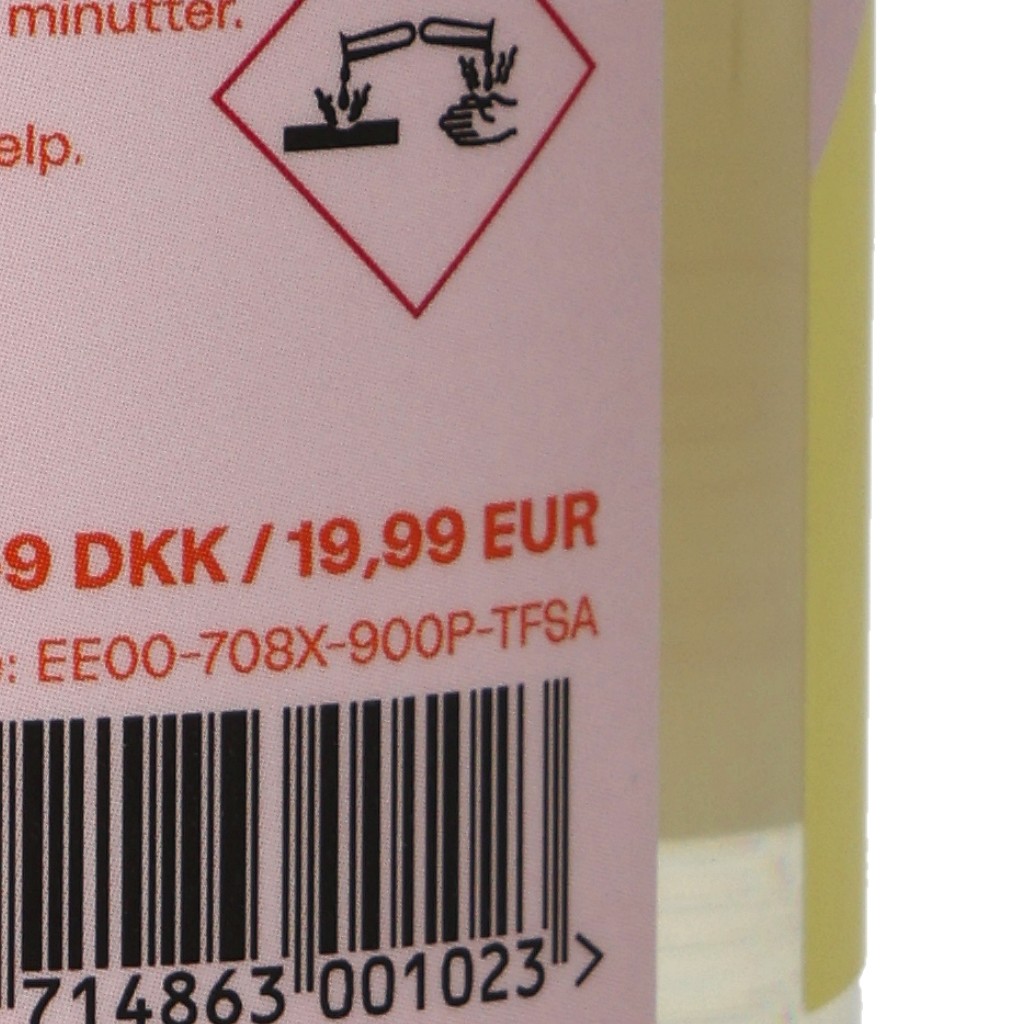 minutter.
elp.
9 DKK / 19,99 EUR
: EE00-708X-900P-TFSA
714863 001023 >